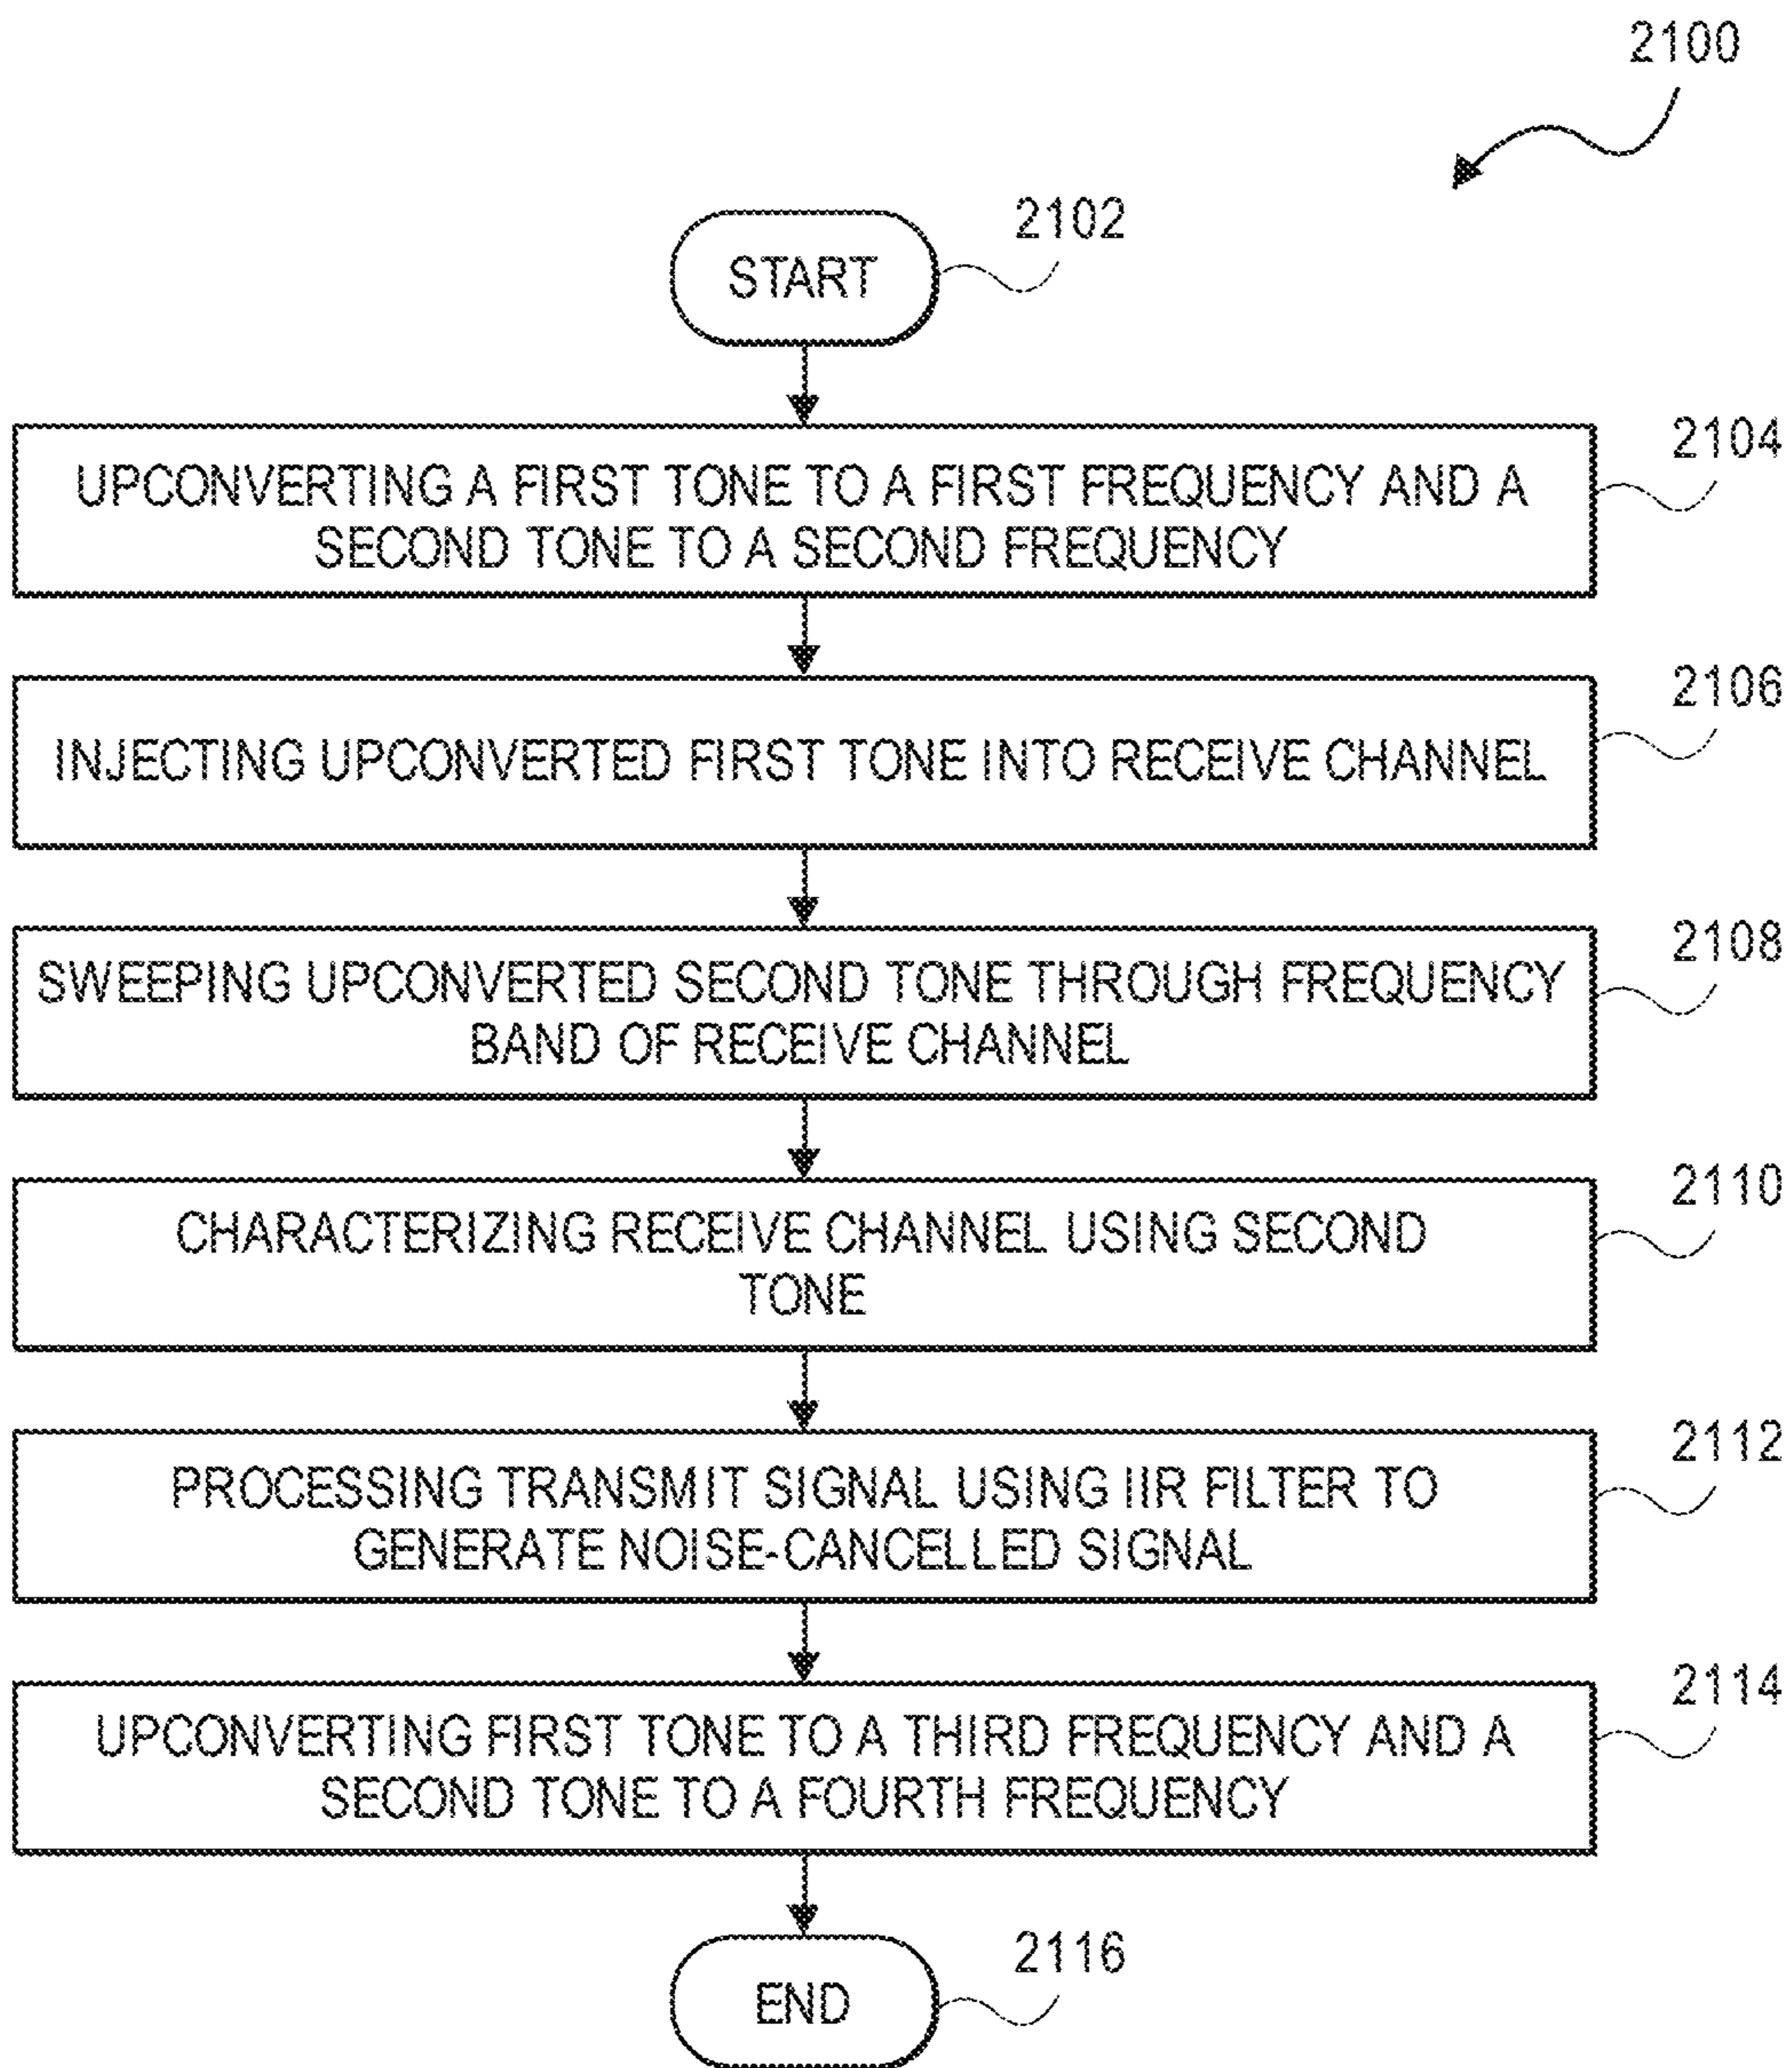 2100
START
2102
UPCONVERTING A FIRST TONE TO A FIRST FREQUENCY AND A
SECOND TONE TO A SECOND FREQUENCY
2104
INJECTING UPCONVERTED FIRST TONE INTO RECEIVE CHANNEL
2106
SWEEPING UPCONVERTED SECOND TONE THROUGH FREQUENCY
BAND OF RECEIVE CHANNEL
2108
CHARACTERIZING RECEIVE CHANNEL USING SECOND
TONE
2110
PROCESSING TRANSMIT SIGNAL USING IIR FILTER TO
GENERATE NOISE-CANCELLED SIGNAL
2112
UPCONVERTING FIRST TONE TO A THIRD FREQUENCY AND A
SECOND TONE TO A FOURTH FREQUENCY
2114
END
2116